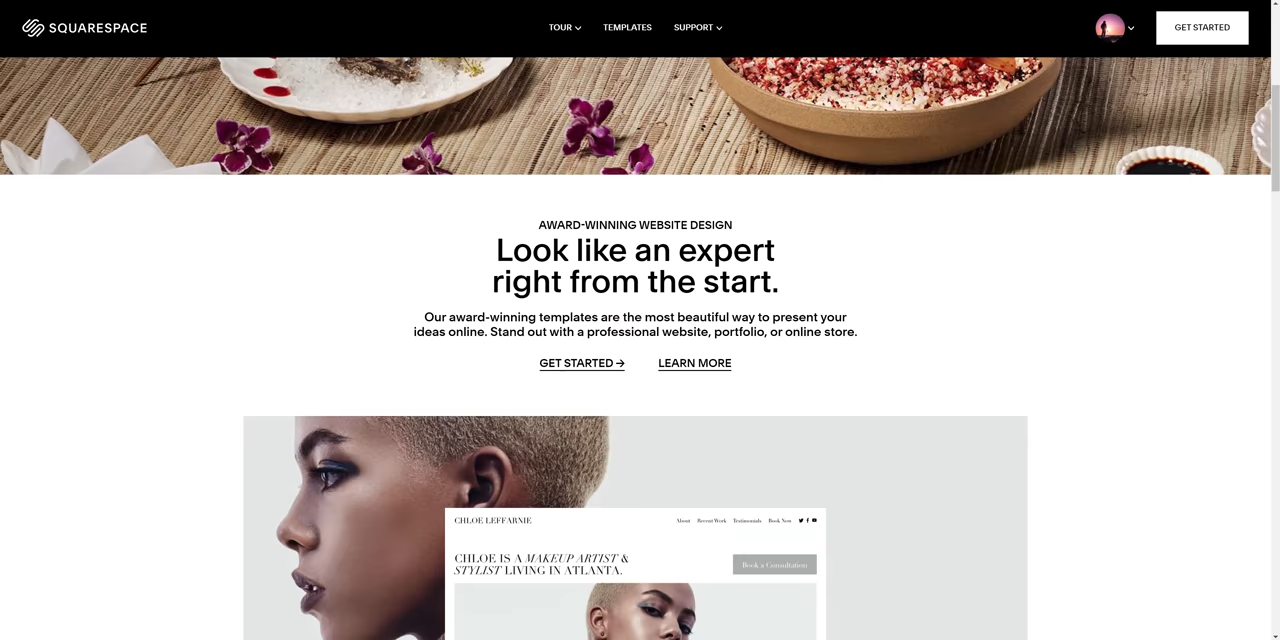 SQUARESPACE
TOUR
TEMPLATES
SUPPORT
GET STARTED
AWARD-WINNING WEBSITE DESIGN
Look like an expert
right from the start.
Our award-winning templates are the most beautiful way to present your
ideas online. Stand out with a professional website, portfolio, or online store.
GET STARTED →
LEARN MORE
CHLOE LEFFARNIE
About
Recent Work
Testimonials
Book Now
CHLOE IS A MAKEUP ARTIST &
STYLIST LIVING IN ATLANTA.
Book a Consultation